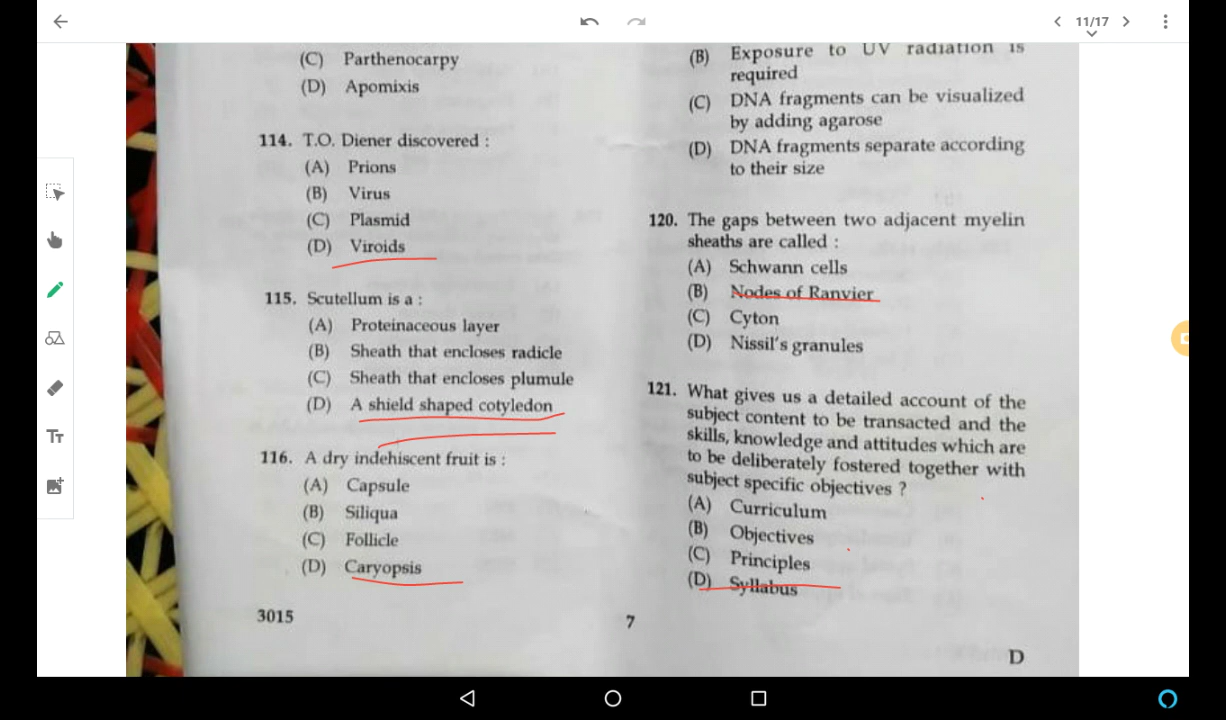 11/17
(C) Parthenocarpy
(D) Apomixis
114. T.O. Diener discovered :
(A) Prions
(B) Virus
(C) Plasmid
(D) Viroids
115. Scutellum is a :
(A) Proteinaceous layer
(B) Sheath that encloses radicle
(C) Sheath that encloses plumule
(D) A shield shaped cotyledon
116. A dry indehiscent fruit is :
(A) Capsule
(B) Siliqua
(C) Follicle
(D) Caryopsis
3015
(B) Exposure to UV radiation is
required
(C) DNA fragments can be visualized
by adding agarose
(D) DNA fragments separate according
to their size
120. The gaps between two adjacent myelin
sheaths are called :
(A) Schwann cells
(B) Nodes of Ranvier
(C) Cyton
(D) Nissil's granules
121. What gives us a detailed account of the
subject content to be transacted and the
skills, knowledge and attitudes which are
to be deliberately fostered together with
subject specific objectives ?
(A) Curriculum
(B) Objectives
(C) Principles
(D) Syllabus
7
D
Tт